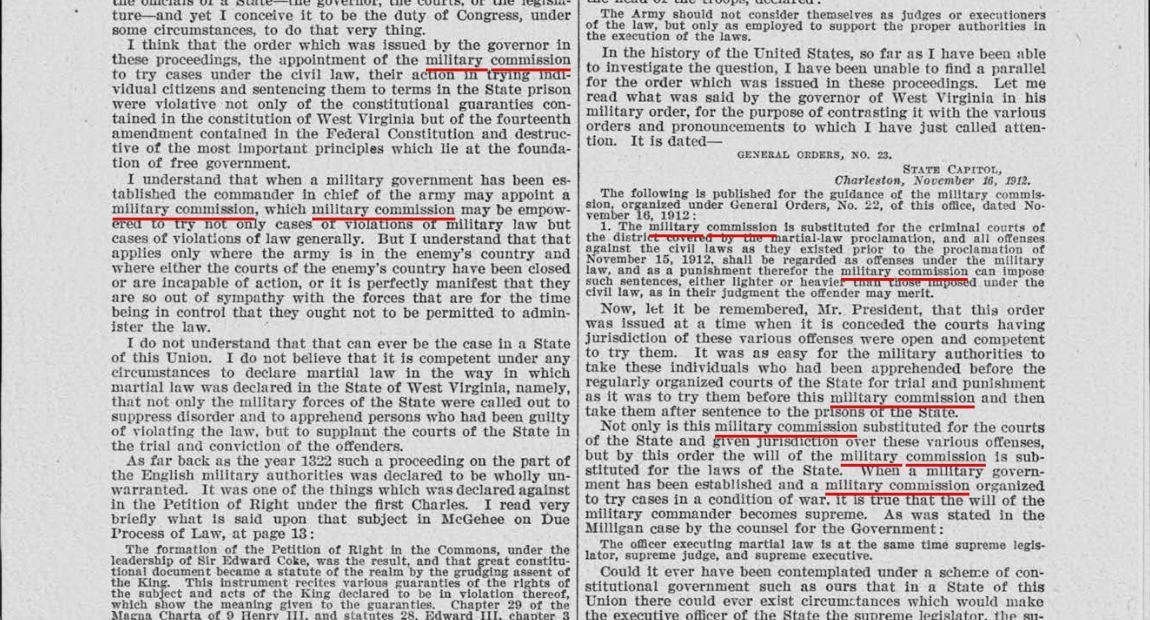 the officials of a State—the governor, the courts, or the legisla-
ture—and yet I conceive it to be the duty of Congress, under
some circumstances, to do that very thing.
I think that the order which was issued by the governor in
these proceedings, the appointment of the military commission
to try cases under the civil law, their action in trying indi-
vidual citizens and sentencing them to terms in the State prison
were violative not only of the constitutional guaranties con-
tained in the constitution of West Virginia but of the fourteenth
amendment contained in the Federal Constitution and destruc-
tive of the most important principles which lie at the founda-
tion of free government.
I understand that when a military government has been es-
tablished the commander in chief of the army may appoint a
military commission, which military commission may be empow-
ered to try not only cases of violations of military law but
cases of violations of law generally. But I understand that that
applies only where the army is in the enemy's country and
where either the courts of the enemy's country have been closed
or are incapable of action, or it is perfectly manifest that they
are so out of sympathy with the forces that are for the time
being in control that they ought not to be permitted to admin-
ister the law.
I do not understand that that can ever be the case in a State
of this Union. I do not believe that it is competent under any
circumstances to declare martial law in the way in which
martial law was declared in the State of West Virginia, namely,
that not only the military forces of the State were called out to
suppress disorder and to apprehend persons who had been guilty
of violating the law, but to supplant the courts of the State in
the trial and conviction of the offenders.
As far back as the year 1322 such a proceeding on the part of
the English military authorities was declared to be wholly un-
warranted. It was one of the things which was declared against
in the Petition of Right under the first Charles. I read very
briefly what is said upon that subject in McGehee on Due
Process of Law, at page 13:
The formation of the Petition of Right in the Commons, under the
leadership of Sir Edward Coke, was the result, and that great constitu-
tional document became a statute of the realm by the grudging assent of
the King. This instrument recites various guaranties of the rights of
the subject and acts of the King declared to be in violation thereof,
which show the meaning given to the guaranties. Chapter 29 of the
Magna Charta of 9 Henry III, and statutes 28, Edward III, chapter 3
the head of the troops, declared:
The Army should not consider themselves as judges or executioners
of the law, but only as employed to support the proper authorities in
the execution of the laws.
In the history of the United States, so far as I have been able
to investigate the question, I have been unable to find a parallel
for the order which was issued in these proceedings. Let me
read what was said by the governor of West Virginia in his
military order, for the purpose of contrasting it with the various
orders and pronouncements to which I have just called atten-
tion. It is dated—
GENERAL ORDERS, NO. 23.
STATE CAPITOL,
Charleston, November 16, 1912.
The following is published for the guidance of the military commis-
sion, organized under General Orders, No. 22, of this office, dated No-
vember 16, 1912:
1. The military commission is substituted for the criminal courts of
the district covered by the martial-law proclamation, and all offenses
against the civil laws as they existed prior to the proclamation of
November 15, 1912, shall be regarded as offenses under the military
law, and as a punishment therefor the military commission can impose
such sentences, either lighter or heavier than those imposed under the
civil law, as in their judgment the offender may merit.
Now, let it be remembered, Mr. President, that this order
was issued at a time when it is conceded the courts having
jurisdiction of these various offenses were open and competent
to try them. It was as easy for the military authorities to
take these individuals who had been apprehended before the
regularly organized courts of the State for trial and punishment
as it was to try them before this military commission and then
take them after sentence to the prisons of the State.
Not only is this military commission substituted for the courts
of the State and given jurisdiction over these various offenses,
but by this order the will of the military commission is sub-
stituted for the laws of the State. When a military govern-
ment has been established and a military commission organized
to try cases in a condition of war, it is true that the will of the
military commander becomes supreme. As was stated in the
Milligan case by the counsel for the Government:
The officer executing martial law is at the same time supreme legis-
lator, supreme judge, and supreme executive.
Could it ever have been contemplated under a scheme of con-
stitutional government such as ours that in a State of this
Union there could ever exist circumstances which would make
the executive officer of the State the supreme legislator, the su-